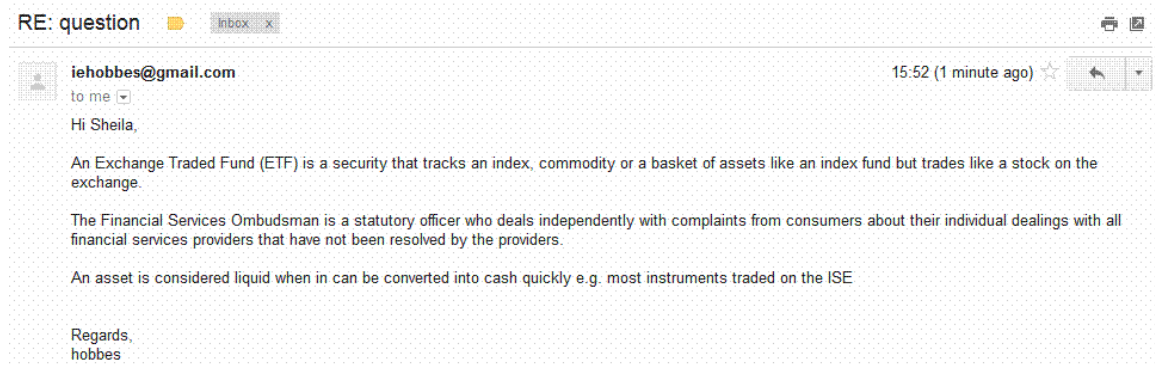 RE: question
Inbox x
iehobbes@gmail.com
15:52 (1 minute ago)
to me
Hi Sheila,
An Exchange Traded Fund (ETF) is a security that tracks an index, commodity or a basket of assets like an index fund but trades like a stock on the
exchange.
The Financial Services Ombudsman is a statutory officer who deals independently with complaints from consumers about their individual dealings with all
financial services providers that have not been resolved by the providers.
An asset is considered liquid when in can be converted into cash quickly e.g. most instruments traded on the ISE
Regards,
hobbes